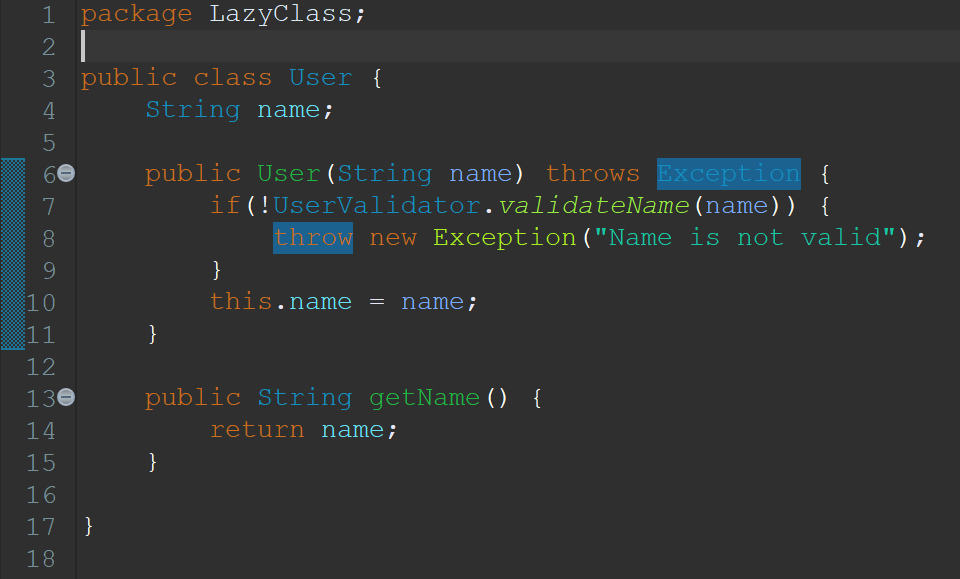 1 package LazyClass;
2
3 public class User {
4     String name;
5
6     public User(String name) throws Exception {
7         if(!UserValidator.validateName(name)) {
8             throw new Exception("Name is not valid");
9         }
10         this.name = name;
11     }
12
13     public String getName() {
14         return name;
15     }
16
17 }
18